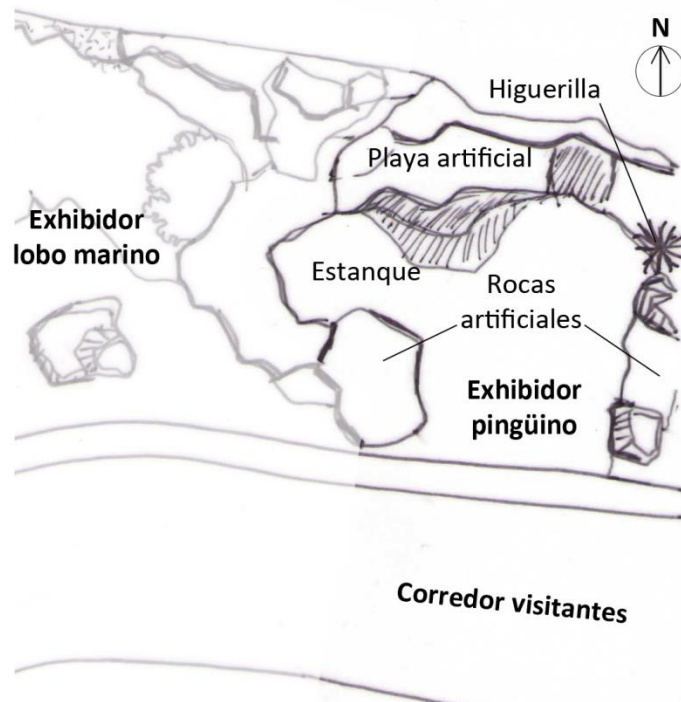 N
Higuerilla
Playa artificial
Exhibidor
lobo marino
Estanque
Rocas
artificiales
Exhibidor
pingüino
Corredor visitantes